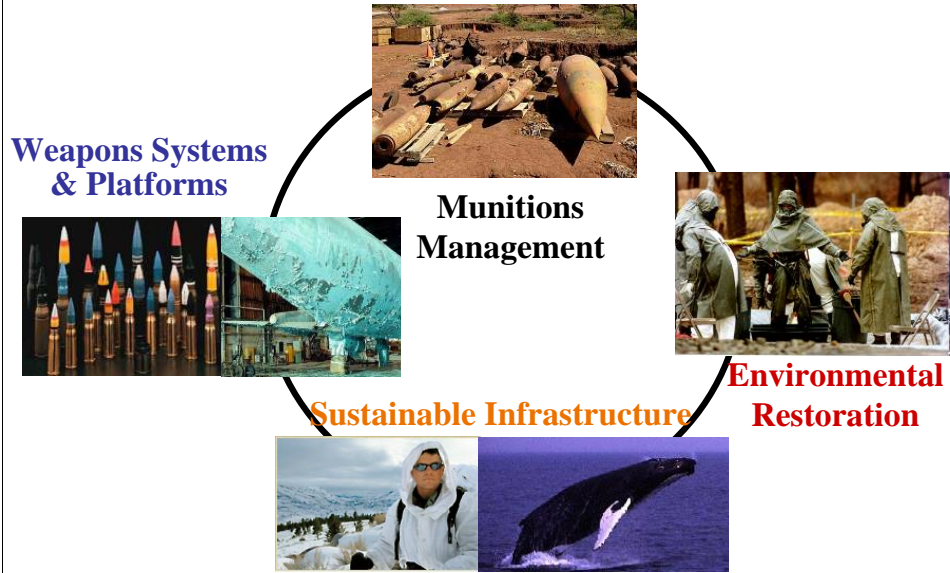 Weapons Systems
& Platforms
Munitions
Management
Environmental
Restoration
Sustainable Infrastructure